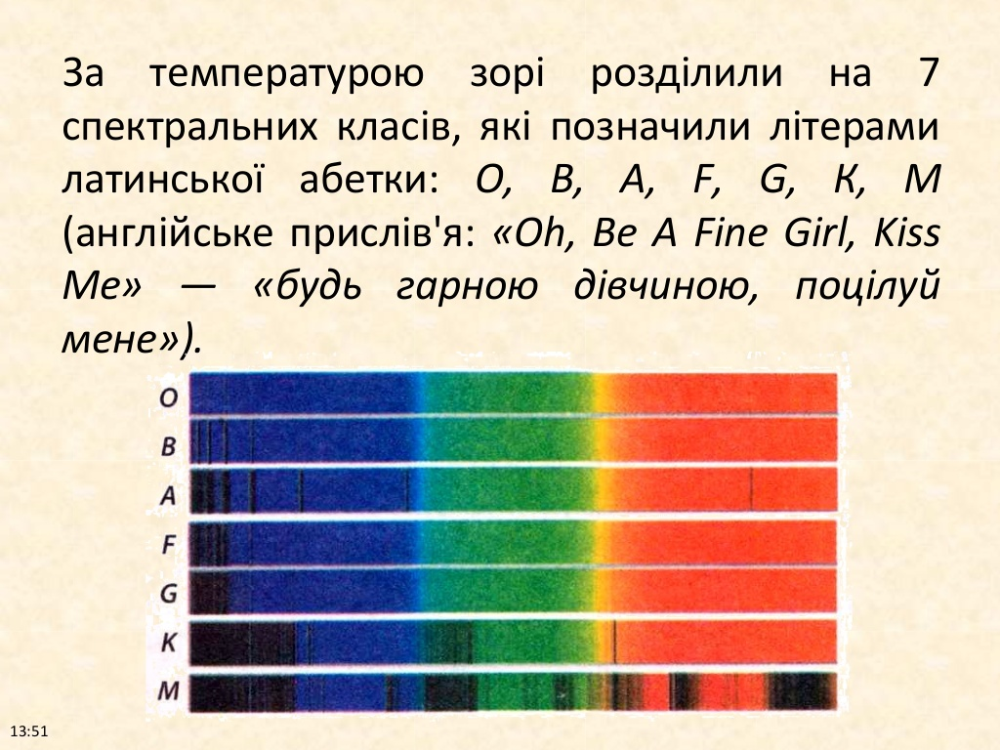 За температурою зорі розділили на 7
спектральних класів, які позначили літерами
латинської абетки: O, B, A, F, G, K, M
(англійське прислів'я: «Oh, Be A Fine Girl, Kiss
Me» — «будь гарною дівчиною, поцілуй
мене»).
O
B
A
F
G
K
M
13:51